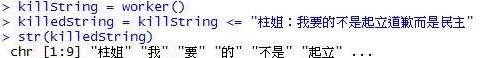 > killString = worker()
> killedString = killString <= "柱姐：我要的不是起立道歉而是民主"
> str(killedString)
 chr [1:9] "柱姐" "我" "要" "的" "不是" "起立" ...